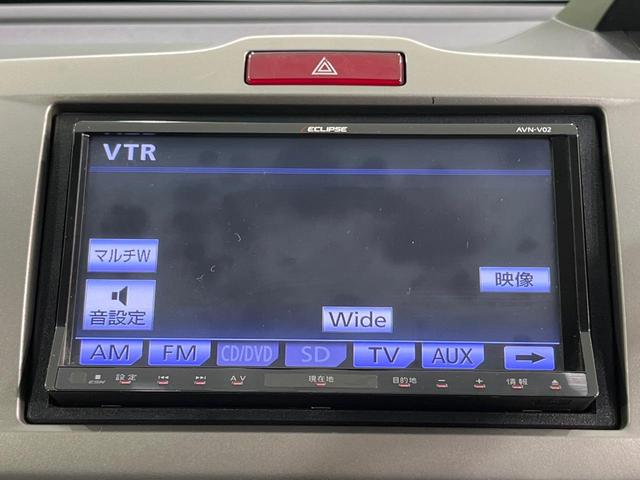 ECLIPSE
AVN-V02
VTR
マルチW
映像
音設定
Wide
AM FM CD/DVD SD TV AUX
ESN 設定 A.V 現在地 目的地 − + 情報